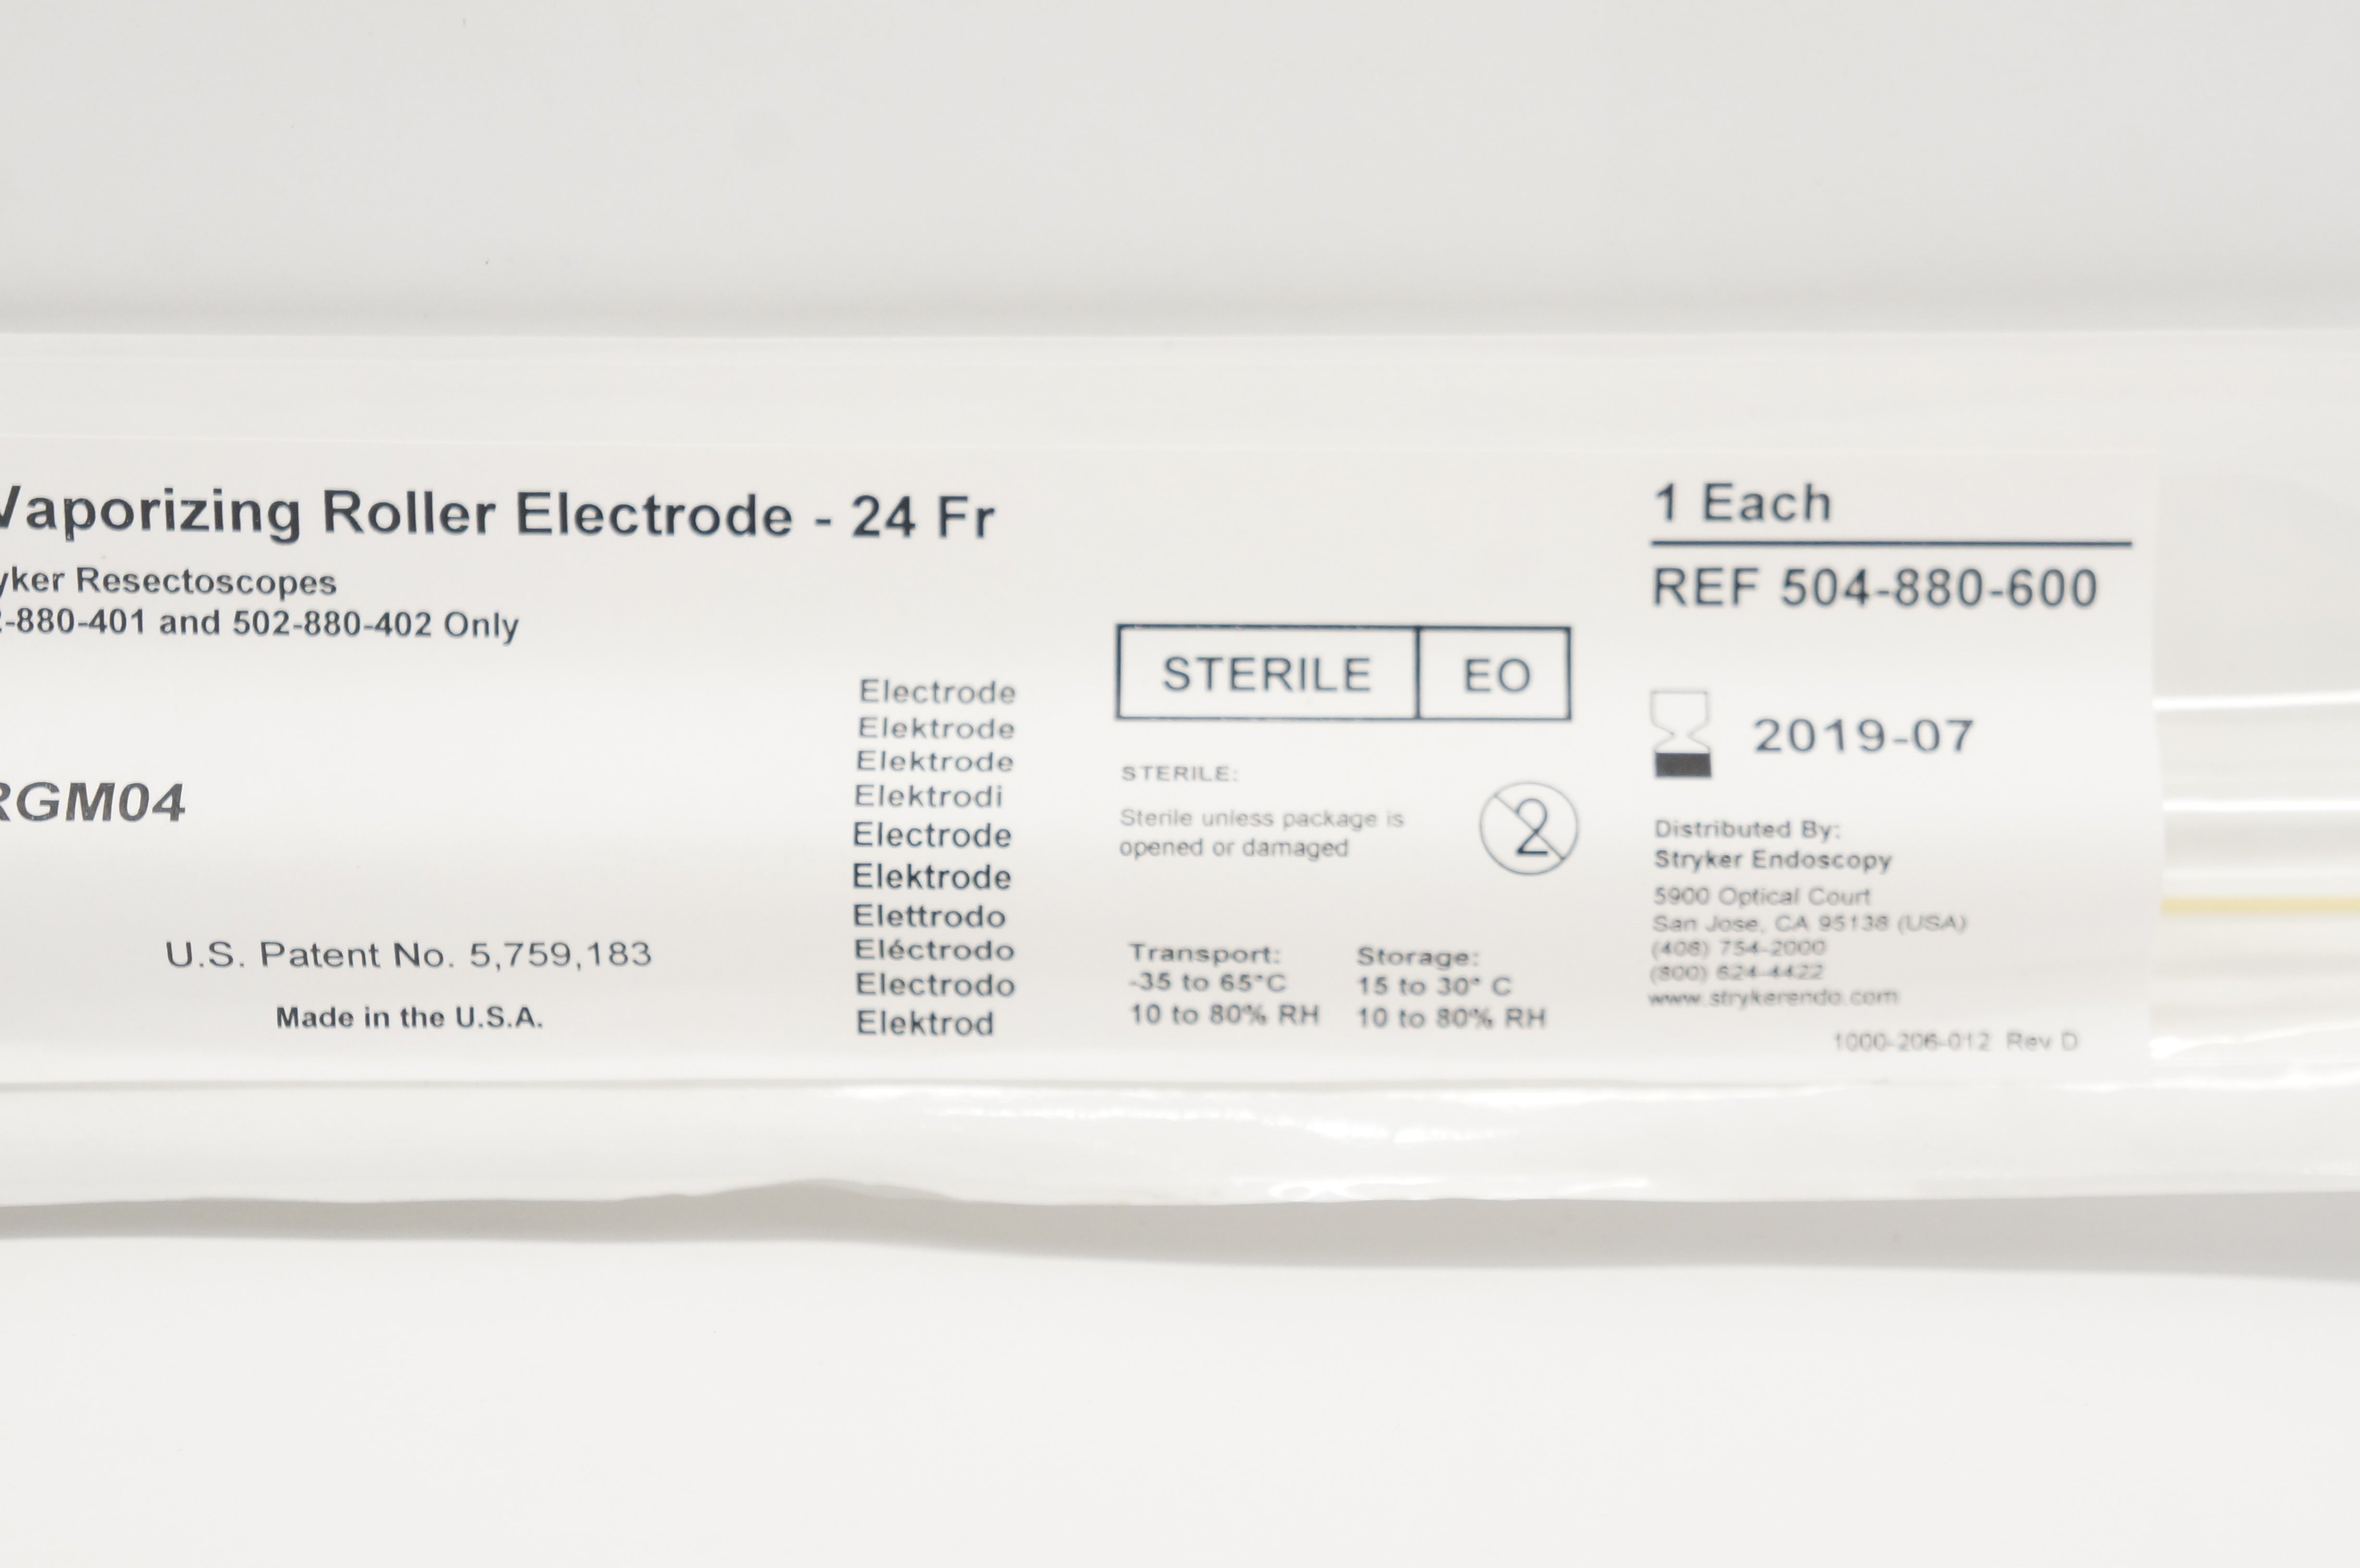 Vaporizing Roller Electrode - 24 Fr
yker Resectoscopes
-880-401 and 502-880-402 Only
RGM04
U.S. Patent No. 5,759,183
Made in the U.S.A.
Electrode
Elektrode
Elektrode
Elektrodi
Electrode
Elektrode
Elettrodo
Eléctrodo
Electrodo
Elektrod
STERILE EO
STERILE:
Sterile unless package is
opened or damaged
2
Transport:
-35 to 65°C
10 to 80% RH
Storage:
15 to 30° C
10 to 80% RH
1 Each
REF 504-880-600
2019-07
Distributed By:
Stryker Endoscopy
5900 Optical Court
San Jose, CA 95138 (USA)
(408) 754-2000
(800) 624-4422
www.strykerendo.com
1000-206-012 Rev D